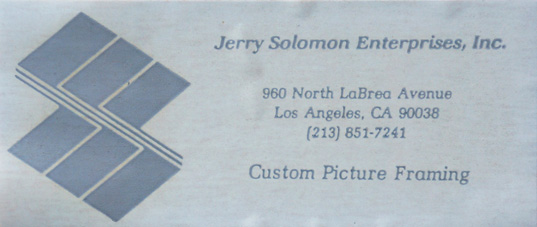 Jerry Solomon Enterprises, Inc.
960 North LaBrea Avenue
Los Angeles, CA 90038
(213) 851-7241
Custom Picture Framing